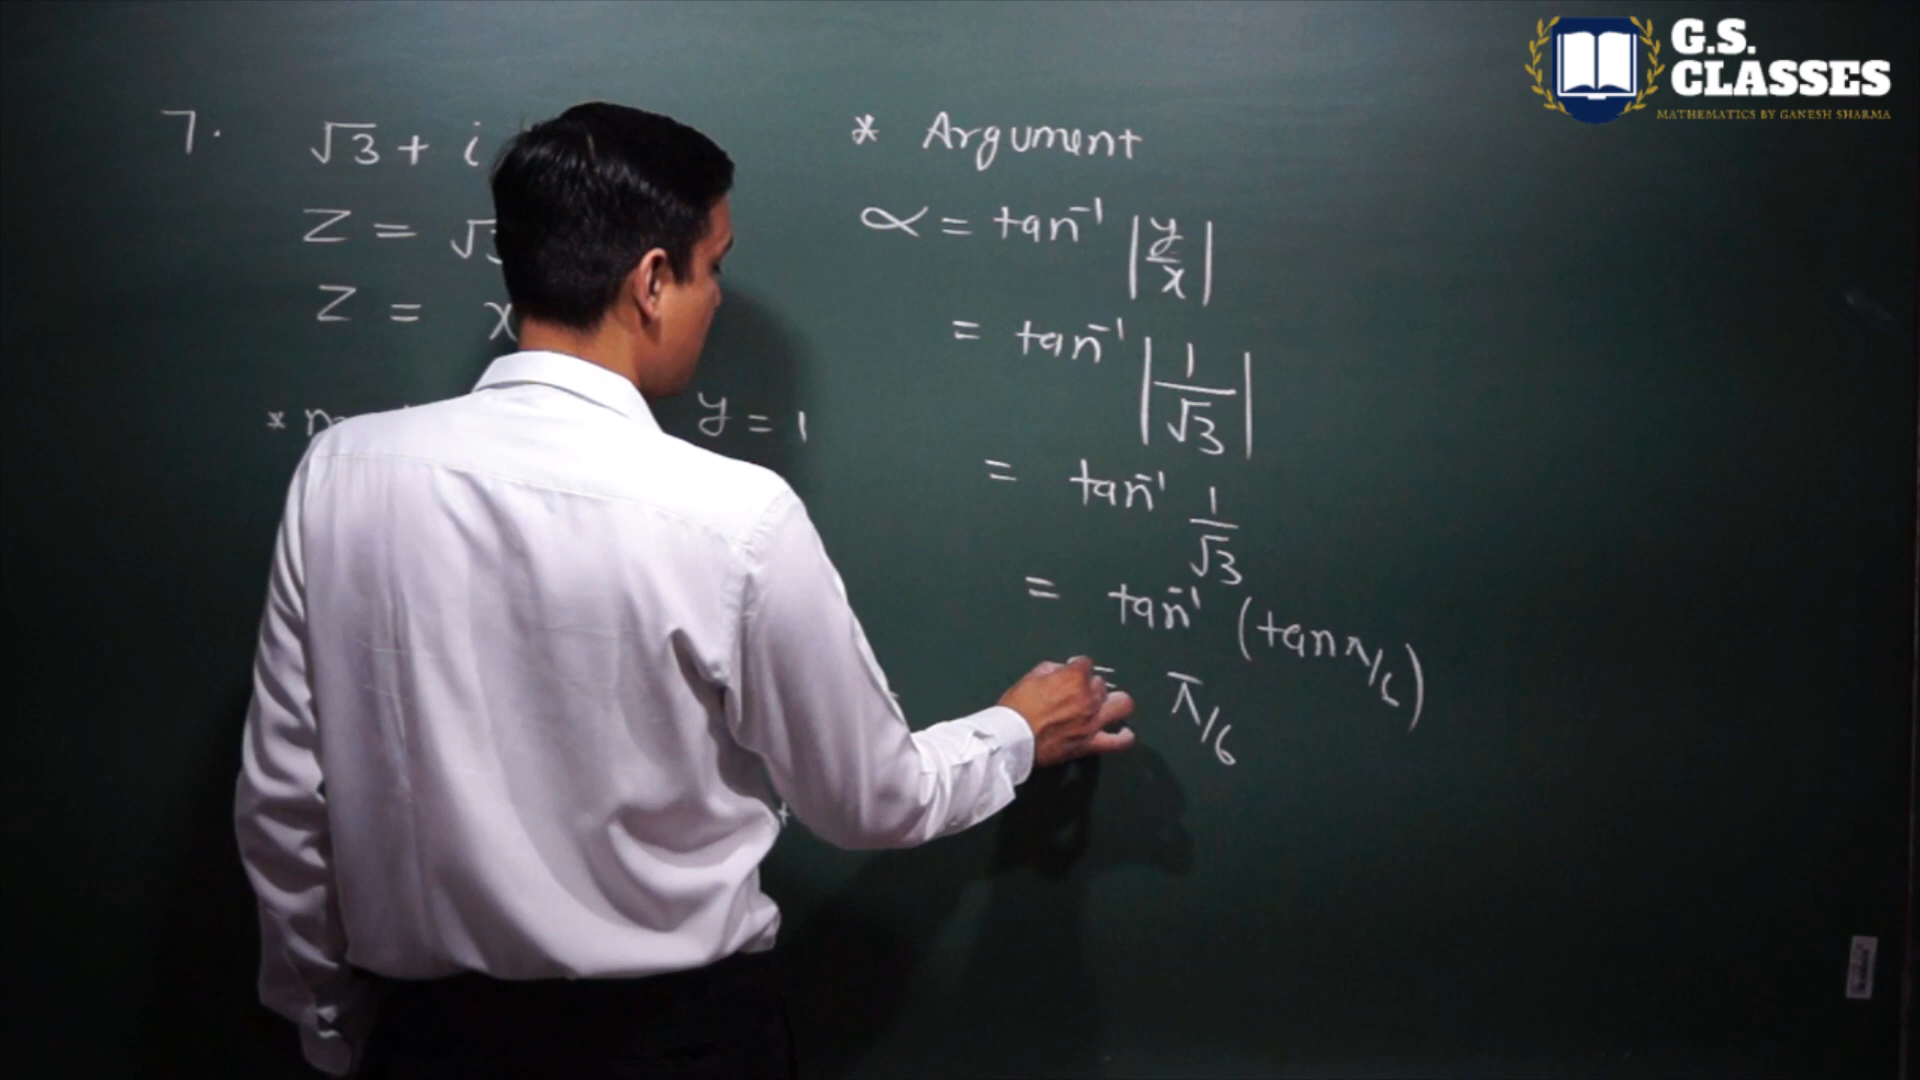 G.S.
CLASSES
MATHEMATICS BY GANESH SHARMA
7. √3 + i
Z = √3
Z = x
y = 1
* Argument
α = tan⁻¹ |y/x|
= tan⁻¹ |1/√3|
= tan⁻¹ 1/√3
= tan⁻¹ (tan π/6)
= π/6